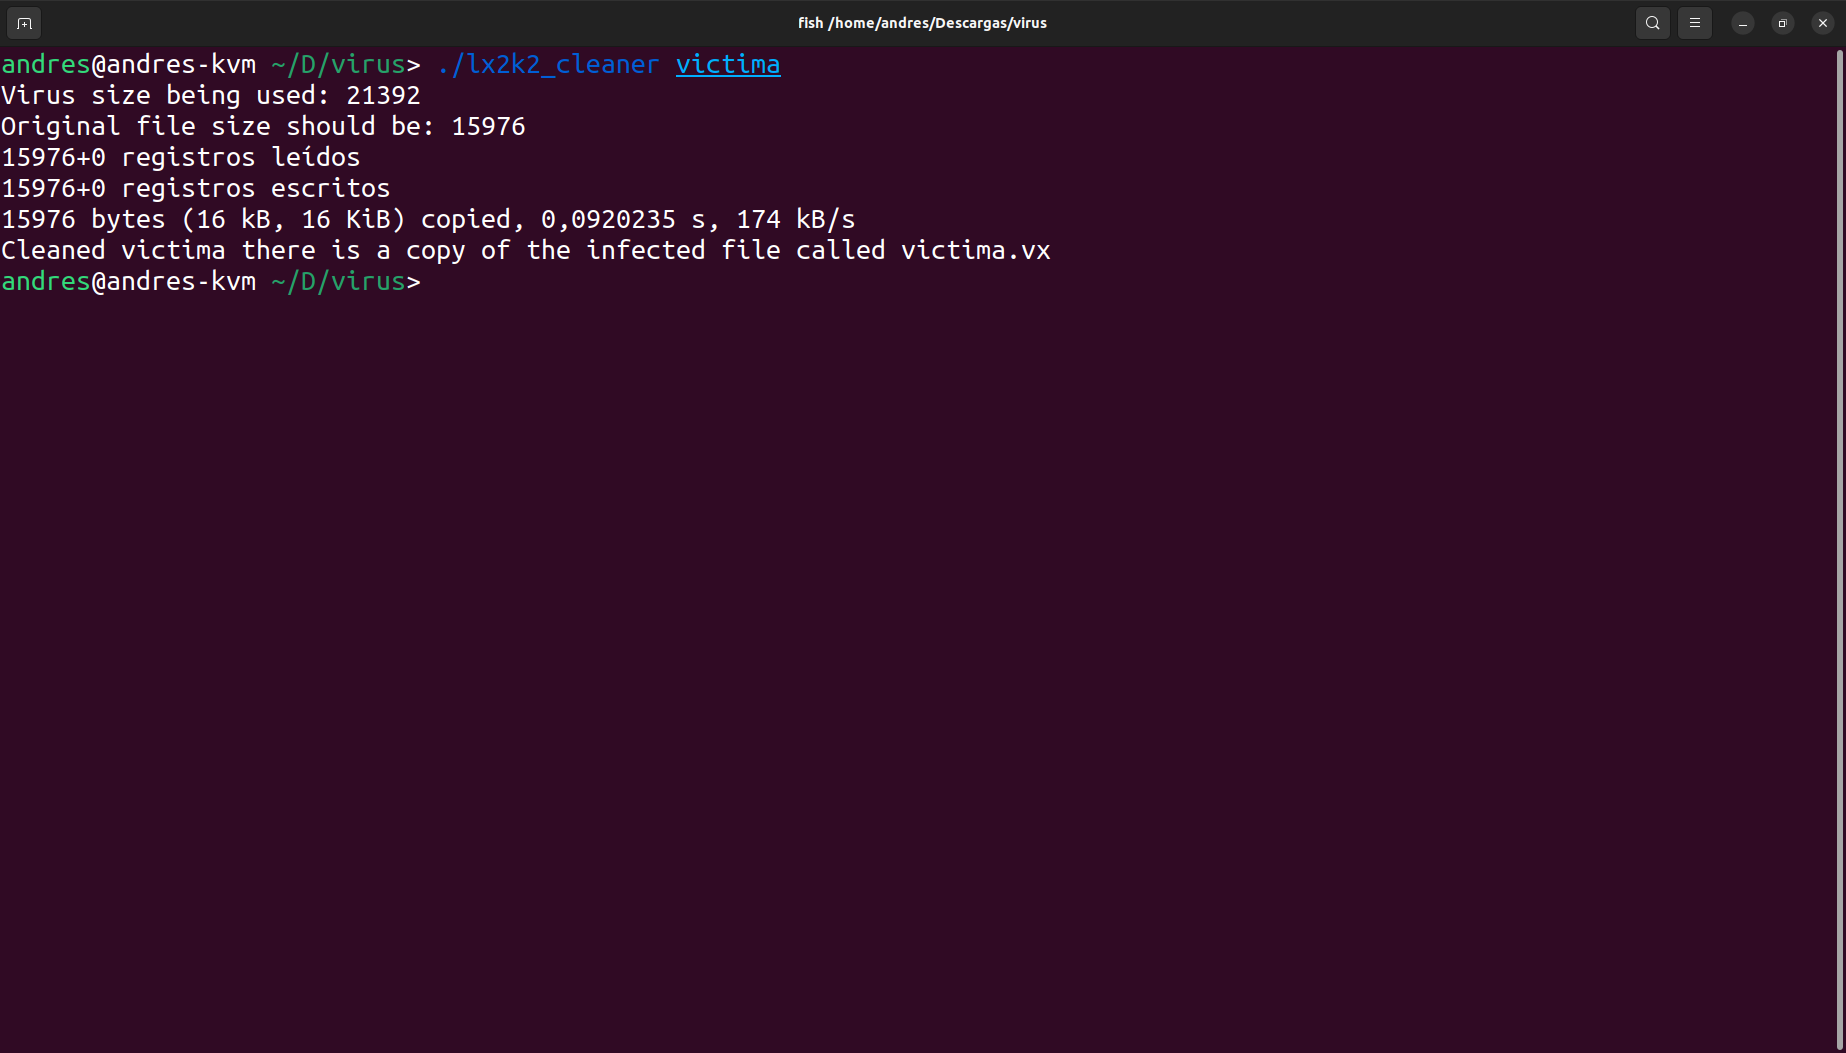 fish /home/andres/Descargas/virus
andres@andres-kvm ~/D/virus> ./lx2k2_cleaner victima
Virus size being used: 21392
Original file size should be: 15976
15976+0 registros leídos
15976+0 registros escritos
15976 bytes (16 kB, 16 KiB) copied, 0,0920235 s, 174 kB/s
Cleaned victima there is a copy of the infected file called victima.vx
andres@andres-kvm ~/D/virus>